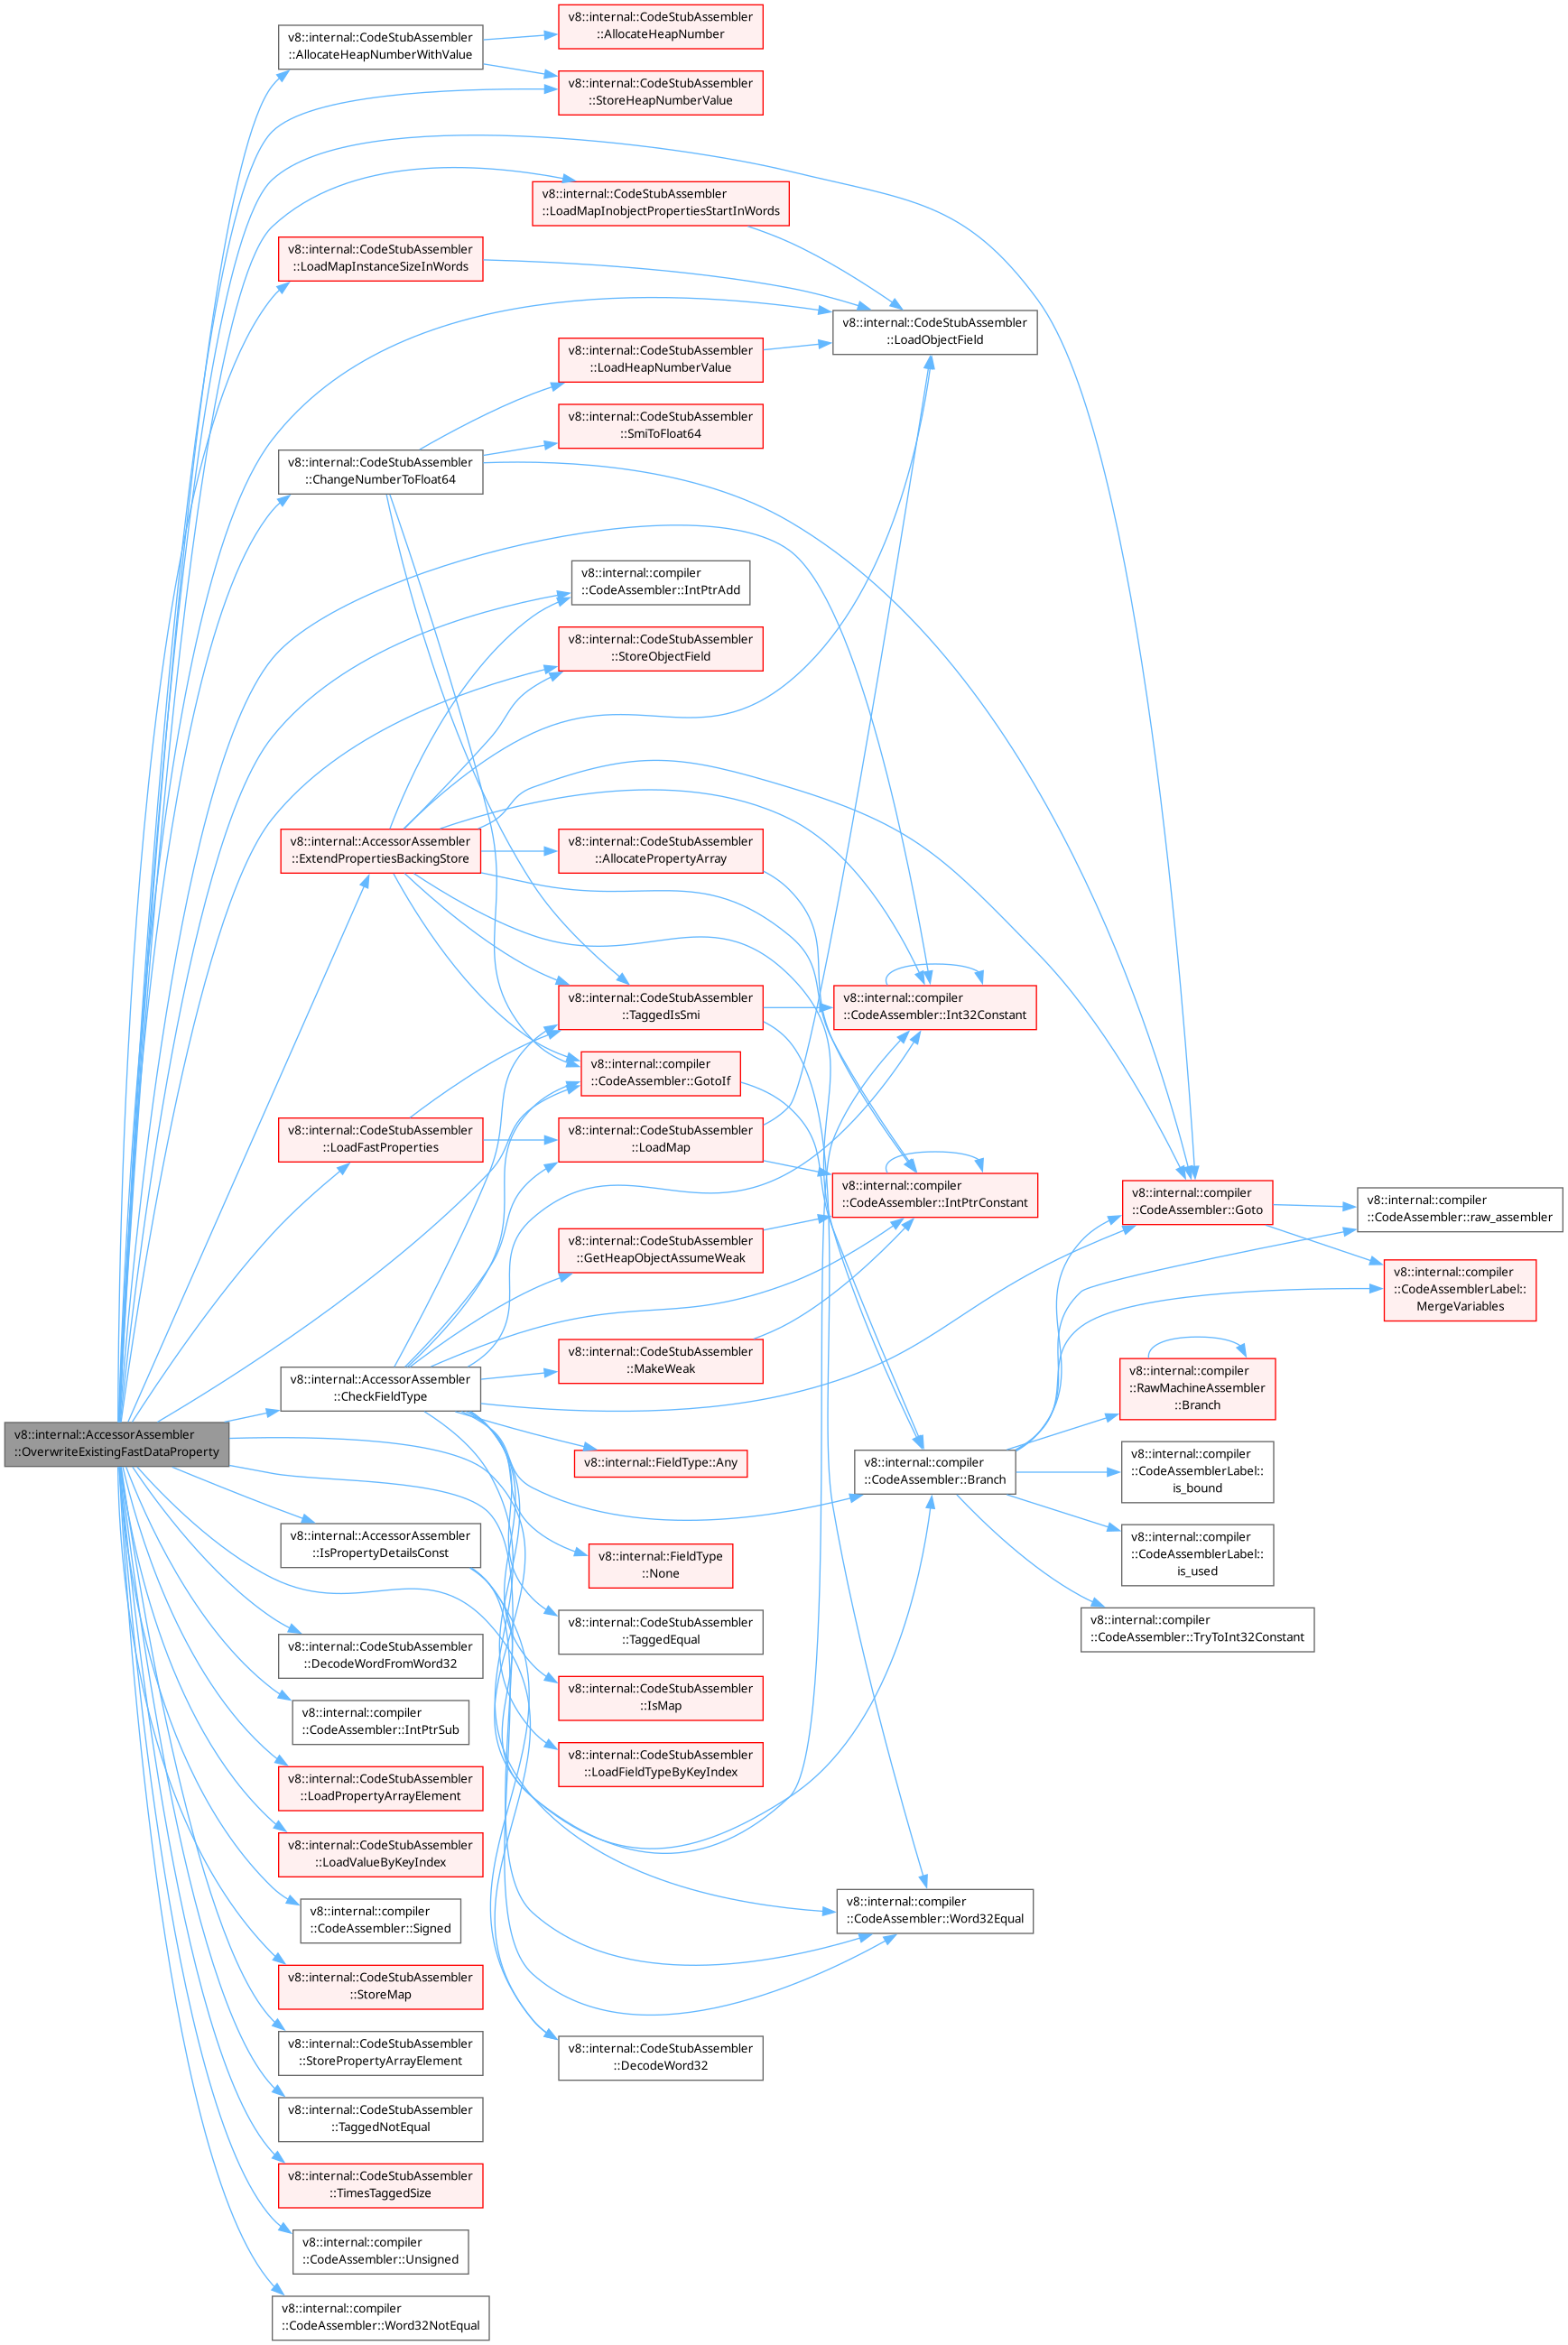 v8::internal::CodeStubAssembler
::AllocateHeapNumberWithValue
v8::internal::CodeStubAssembler
::AllocateHeapNumber
v8::internal::CodeStubAssembler
::StoreHeapNumberValue
v8::internal::CodeStubAssembler
::LoadMapInobjectPropertiesStartInWords
v8::internal::CodeStubAssembler
::LoadMapInstanceSizeInWords
v8::internal::CodeStubAssembler
::LoadObjectField
v8::internal::CodeStubAssembler
::LoadHeapNumberValue
v8::internal::CodeStubAssembler
::SmiToFloat64
v8::internal::CodeStubAssembler
::ChangeNumberToFloat64
v8::internal::compiler
::CodeAssembler::IntPtrAdd
v8::internal::CodeStubAssembler
::StoreObjectField
v8::internal::AccessorAssembler
::ExtendPropertiesBackingStore
v8::internal::CodeStubAssembler
::AllocatePropertyArray
v8::internal::CodeStubAssembler
::TaggedIsSmi
v8::internal::compiler
::CodeAssembler::Int32Constant
v8::internal::compiler
::CodeAssembler::GotoIf
v8::internal::CodeStubAssembler
::LoadFastProperties
v8::internal::CodeStubAssembler
::LoadMap
v8::internal::compiler
::CodeAssembler::IntPtrConstant
v8::internal::compiler
::CodeAssembler::Goto
v8::internal::compiler
::CodeAssembler::raw_assembler
v8::internal::CodeStubAssembler
::GetHeapObjectAssumeWeak
v8::internal::compiler
::CodeAssemblerLabel::
MergeVariables
v8::internal::CodeStubAssembler
::MakeWeak
v8::internal::AccessorAssembler
::CheckFieldType
v8::internal::compiler
::RawMachineAssembler
::Branch
v8::internal::AccessorAssembler
::OverwriteExistingFastDataProperty
v8::internal::FieldType::Any
v8::internal::compiler
::CodeAssembler::Branch
v8::internal::compiler
::CodeAssemblerLabel::
is_bound
v8::internal::AccessorAssembler
::IsPropertyDetailsConst
v8::internal::FieldType
::None
v8::internal::compiler
::CodeAssemblerLabel::
is_used
v8::internal::CodeStubAssembler
::TaggedEqual
v8::internal::compiler
::CodeAssembler::TryToInt32Constant
v8::internal::CodeStubAssembler
::DecodeWordFromWord32
v8::internal::CodeStubAssembler
::IsMap
v8::internal::compiler
::CodeAssembler::IntPtrSub
v8::internal::CodeStubAssembler
::LoadFieldTypeByKeyIndex
v8::internal::CodeStubAssembler
::LoadPropertyArrayElement
v8::internal::CodeStubAssembler
::LoadValueByKeyIndex
v8::internal::compiler
::CodeAssembler::Signed
v8::internal::compiler
::CodeAssembler::Word32Equal
v8::internal::CodeStubAssembler
::StoreMap
v8::internal::CodeStubAssembler
::StorePropertyArrayElement
v8::internal::CodeStubAssembler
::DecodeWord32
v8::internal::CodeStubAssembler
::TaggedNotEqual
v8::internal::CodeStubAssembler
::TimesTaggedSize
v8::internal::compiler
::CodeAssembler::Unsigned
v8::internal::compiler
::CodeAssembler::Word32NotEqual